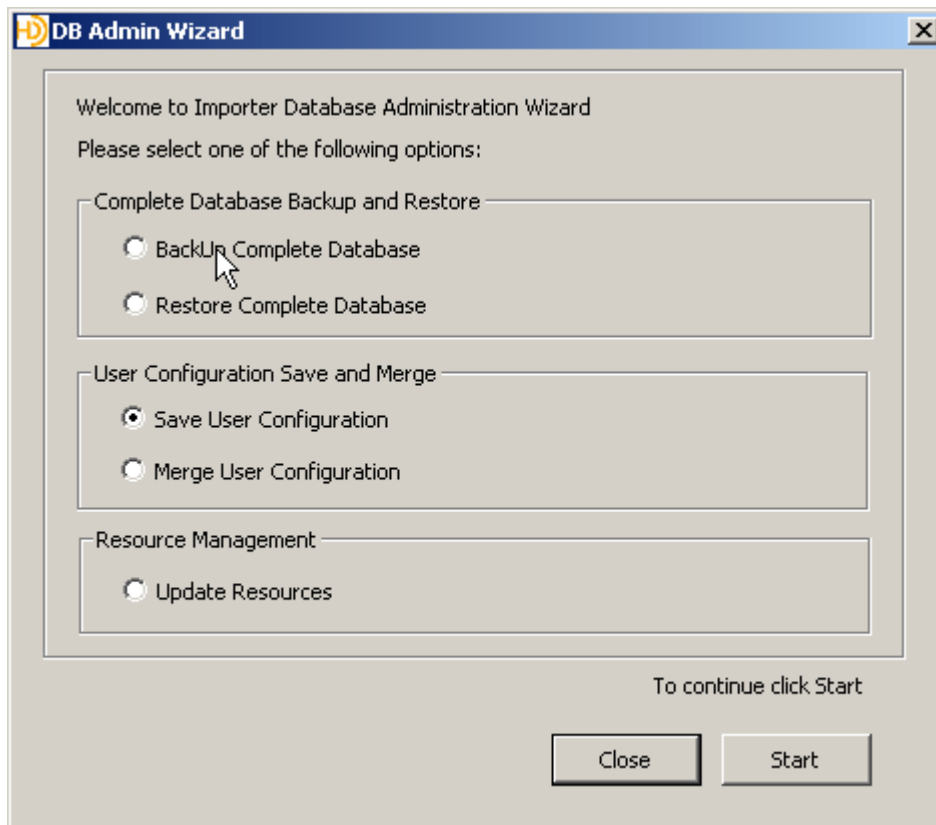 DB Admin Wizard
Welcome to Importer Database Administration Wizard
Please select one of the following options:
Complete Database Backup and Restore
BackUp Complete Database
Restore Complete Database
User Configuration Save and Merge
Save User Configuration
Merge User Configuration
Resource Management
Update Resources
To continue click Start
Close
Start